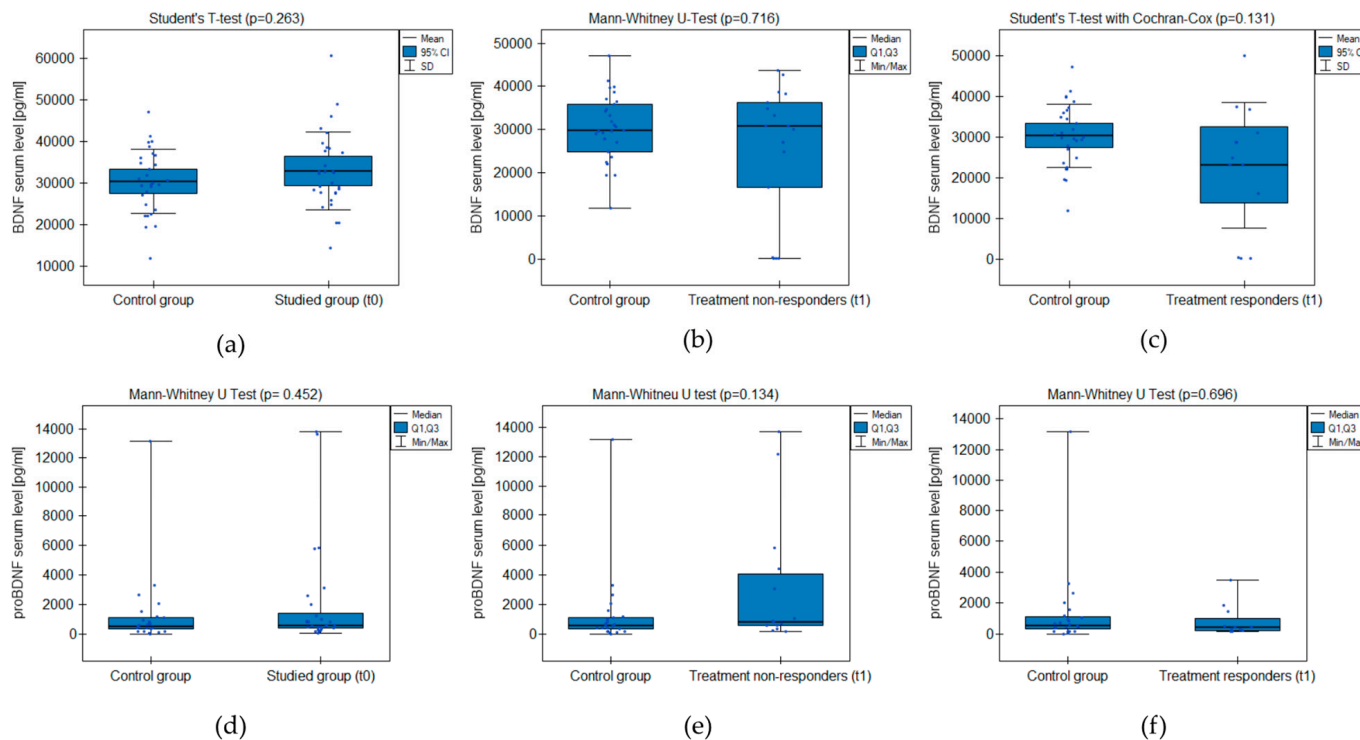 Student's T-test (p=0.263)
Mean
95% CI
SD
BDNF serum level [pg/ml]
60000
50000
40000
30000
20000
10000
Control group
Studied group (t0)
(a)
Mann-Whitney U-Test (p=0.716)
Median
Q1,Q3
Min/Max
BDNF serum level [pg/ml]
50000
40000
30000
20000
10000
0
Control group
Treatment non-responders (t1)
(b)
Student's T-test with Cochran-Cox (p=0.131)
Mean
95% C
SD
BDNF serum level [pg/ml]
50000
40000
30000
20000
10000
0
Control group
Treatment responders (t1)
(c)
Mann-Whitney U Test (p= 0.452)
Median
Q1,Q3
Min/Max
proBDNF serum level [pg/ml]
14000
12000
10000
8000
6000
4000
2000
0
Control group
Studied group (t0)
(d)
Mann-Whitneu U test (p=0.134)
Median
Q1,Q3
Min/Max
proBDNF serum level [pg/ml]
14000
12000
10000
8000
6000
4000
2000
0
Control group
Treatment non-responders (t1)
(e)
Mann-Whitney U Test (p=0.696)
Median
Q1,Q3
Min/Max
proBDNF serum level [pg/ml]
14000
12000
10000
8000
6000
4000
2000
0
Control group
Treatment responders (t1)
(f)